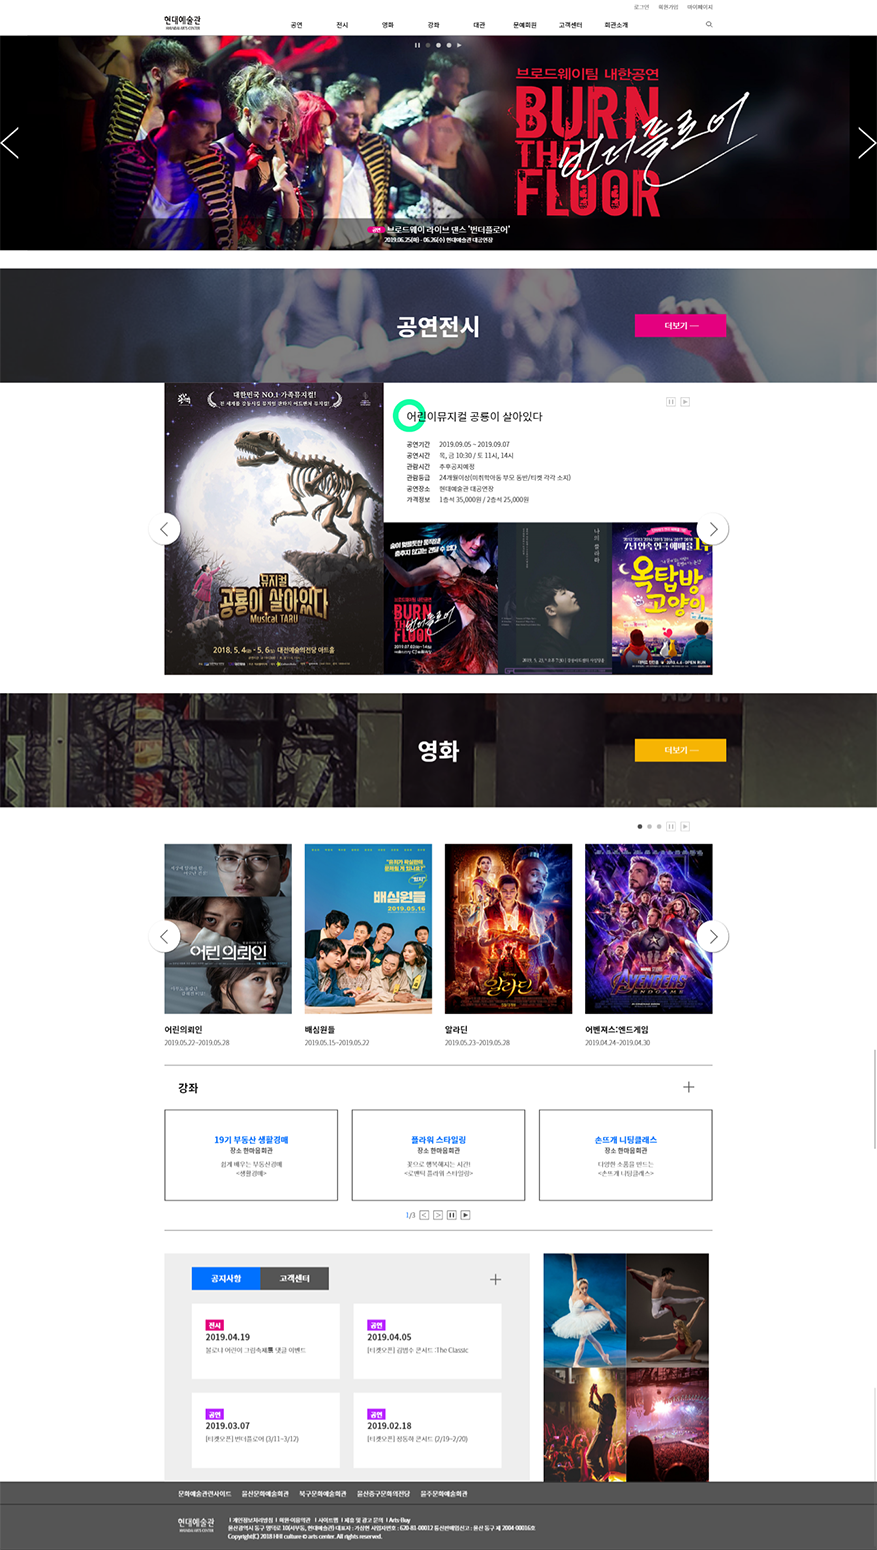 로그인 회원가입 마이페이지
현대예술관
HYUNDAI ARTS CENTER
공연 전시 영화 강좌 대관 문예회원 고객센터 회관소개
브로드웨이팀 내한공연
BURN
THE
FLOOR
번더플로어
공연 브로드웨이 라이브 댄스 '번더플로어'
2019.06.25(화) - 06.26(수) 현대예술관 대공연장
공연전시
더보기 —
대한민국 NO.1 가족뮤지컬!
뮤지컬
공룡이 살아있다
Musical TARU
2018. 5. 4(금) - 5. 6(일) 대전예술의전당 아트홀
어린이뮤지컬 공룡이 살아있다
공연기간 2019.09.05 ~ 2019.09.07
공연시간 목, 금 10:30 / 토 11시, 14시
관람시간 추후공지예정
관람등급 24개월이상(미취학아동 부모 동반/티켓 각각 소지)
공연장소 현대예술관 대공연장
가격정보 1층석 35,000원 / 2층석 25,000원
BURN
THE
FLOOR
번더플로어
나의 빛나라
옥탑방
고양이
영화
더보기 —
어린 의뢰인
배심원들
2019.05.16
Disney
알라딘
AVENGERS
ENDGAME
어린의뢰인
2019.05.22~2019.05.28
배심원들
2019.05.15~2019.05.22
알라딘
2019.05.23~2019.05.28
어벤져스:엔드게임
2019.04.24~2019.04.30
강좌
19기 부동산 생활경매
장소 한마음회관
쉽게 배우는 부동산경매
<생활경매>
플라워 스타일링
장소 한마음회관
꽃으로 행복해지는 시간!
<로맨틱 플라워 스타일링>
손뜨개 니팅클래스
장소 한마음회관
다양한 소품을 만드는
<손뜨개 니팅클래스>
1/3
공지사항 고객센터
전시
2019.04.19
볼로냐 어린이 그림축제展 댓글 이벤트
공연
2019.04.05
[티켓오픈] 김범수 콘서트 :The Classic
공연
2019.03.07
[티켓오픈] 번더플로어 (3/11~3/12)
공연
2019.02.18
[티켓오픈] 정동하 콘서트 (2/19~2/20)
문화예술관련사이트 울산문화예술회관 북구문화예술회관 울산중구문화의전당 울주문화예술회관
현대예술관
HYUNDAI ARTS CENTER
| 개인정보처리방침 | 회원·이용약관 | 사이트맵 | 제휴 및 광고 문의 | Arts-Bay
울산광역시 동구 명덕로 10(서부동, 현대예술관) 대표사 : 가삼현 사업자번호 : 620-81-00012 통신판매업신고 : 울산 동구 제 2004-00016호
Copyright(C) 2018 HHI culture & arts center. All rights reserved.